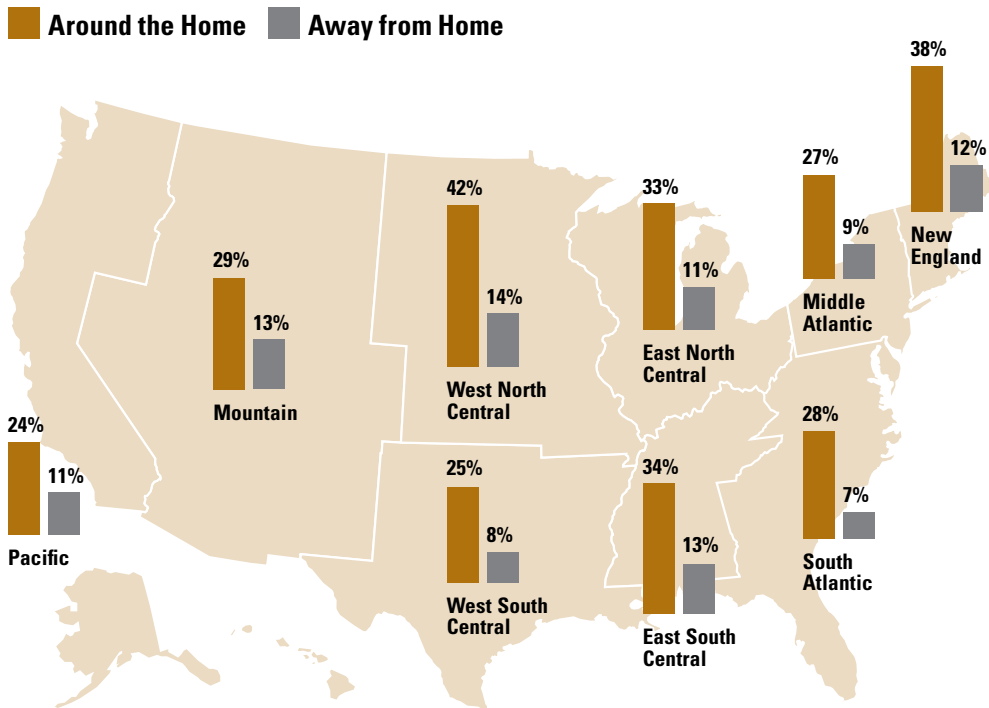 Around the Home
Away from Home
38%
12%
New
England
27%
9%
Middle
Atlantic
42%
14%
West North
Central
33%
11%
East North
Central
29%
13%
Mountain
24%
11%
Pacific
25%
8%
West South
Central
34%
13%
East South
Central
28%
7%
South
Atlantic